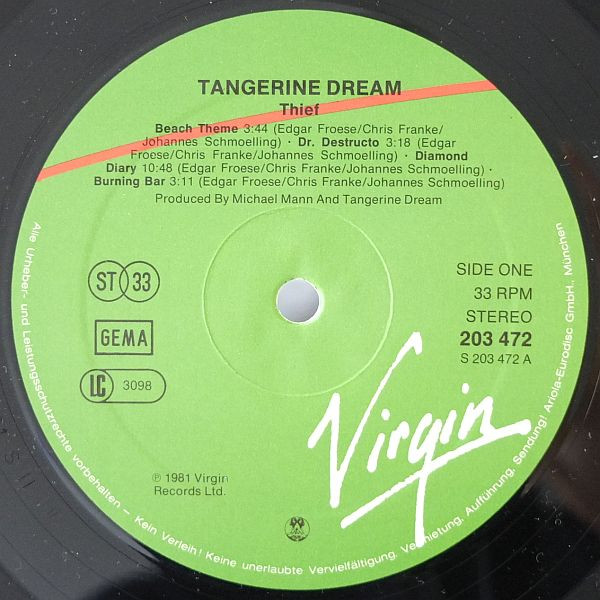 TANGERINE DREAM
Thief
Beach Theme 3:44 (Edgar Froese/Chris Franke/
Johannes Schmoelling) · Dr. Destructo 3:18 (Edgar
Froese/Chris Franke/Johannes Schmoelling) · Diamond
Diary 10:48 (Edgar Froese/Chris Franke/Johannes Schmoelling) ·
Burning Bar 3:11 (Edgar Froese/Chris Franke/Johannes Schmoelling)
Produced By Michael Mann And Tangerine Dream
ST 33
GEMA
LC 3098
SIDE ONE
33 RPM
STEREO
203 472
S 203 472 A
Virgin
℗ 1981 Virgin
Records Ltd.
Alle Urheber- und Leistungsschutzrechte vorbehalten – Kein Verleih! Keine unerlaubte Vervielfältigung, Vermietung, Aufführung, Sendung! Ariola-Eurodisc GmbH., München